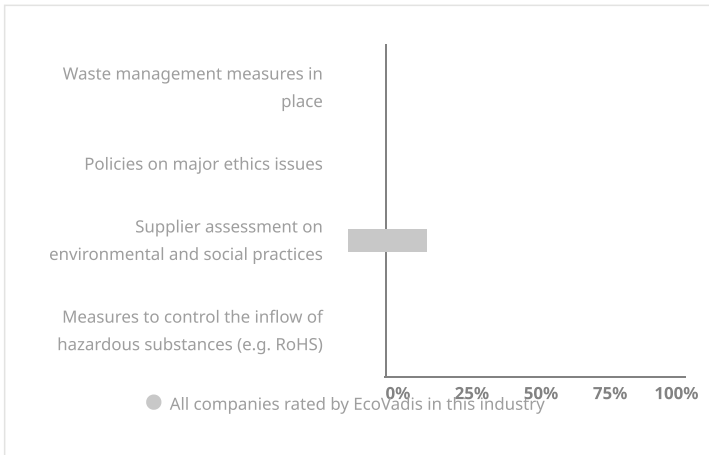 Waste management measures in
place
Policies on major ethics issues
Supplier assessment on
environmental and social practices
Measures to control the inflow of
hazardous substances (e.g. RoHS)
0% 25% 50% 75% 100%
All companies rated by EcoVadis in this industry